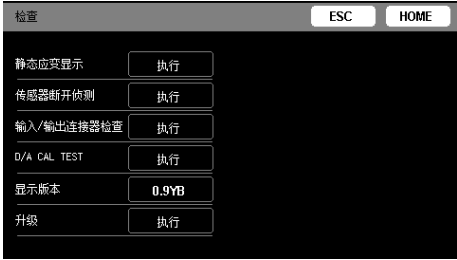 检查 ESC HOME
静态应变显示 执行
传感器断开侦测 执行
输入/输出连接器检查 执行
D/A CAL TEST 执行
显示版本 0.9YB
升级 执行